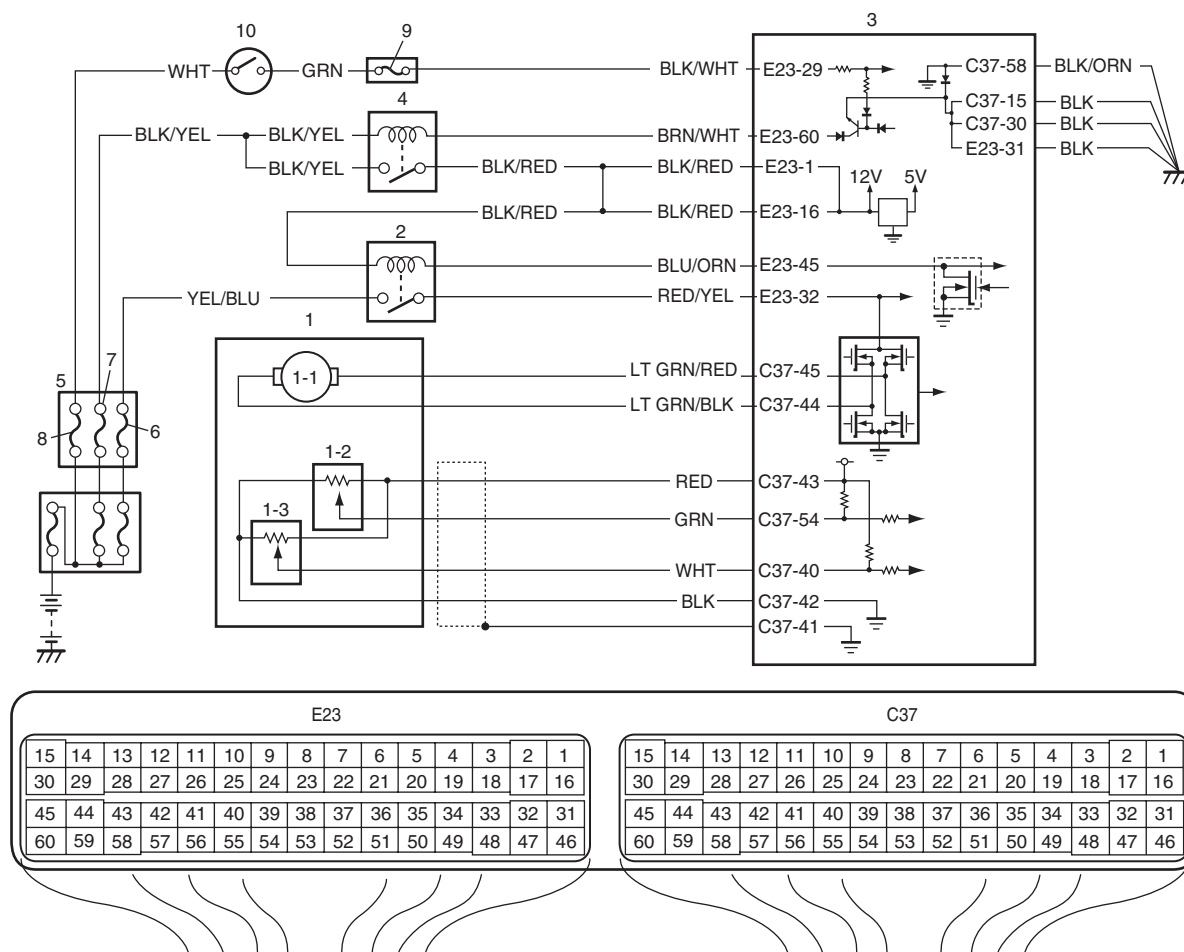 3
10
9
WHT
GRN
BLK/WHT
E23-29
C37-58
BLK/ORN
4
C37-15
BLK
BLK/YEL
BLK/YEL
BRN/WHT
E23-60
C37-30
BLK
E23-31
BLK
BLK/YEL
BLK/RED
BLK/RED
E23-1
12V
5V
BLK/RED
BLK/RED
E23-16
2
BLU/ORN
E23-45
YEL/BLU
RED/YEL
E23-32
1
7
5
1-1
LT GRN/RED
C37-45
LT GRN/BLK
C37-44
8
6
1-2
RED
C37-43
1-3
GRN
C37-54
WHT
C37-40
BLK
C37-42
C37-41
E23
C37
15 14 13 12 11 10 9 8 7 6 5 4 3 2 1
15 14 13 12 11 10 9 8 7 6 5 4 3 2 1
30 29 28 27 26 25 24 23 22 21 20 19 18 17 16
30 29 28 27 26 25 24 23 22 21 20 19 18 17 16
45 44 43 42 41 40 39 38 37 36 35 34 33 32 31
45 44 43 42 41 40 39 38 37 36 35 34 33 32 31
60 59 58 57 56 55 54 53 52 51 50 49 48 47 46
60 59 58 57 56 55 54 53 52 51 50 49 48 47 46